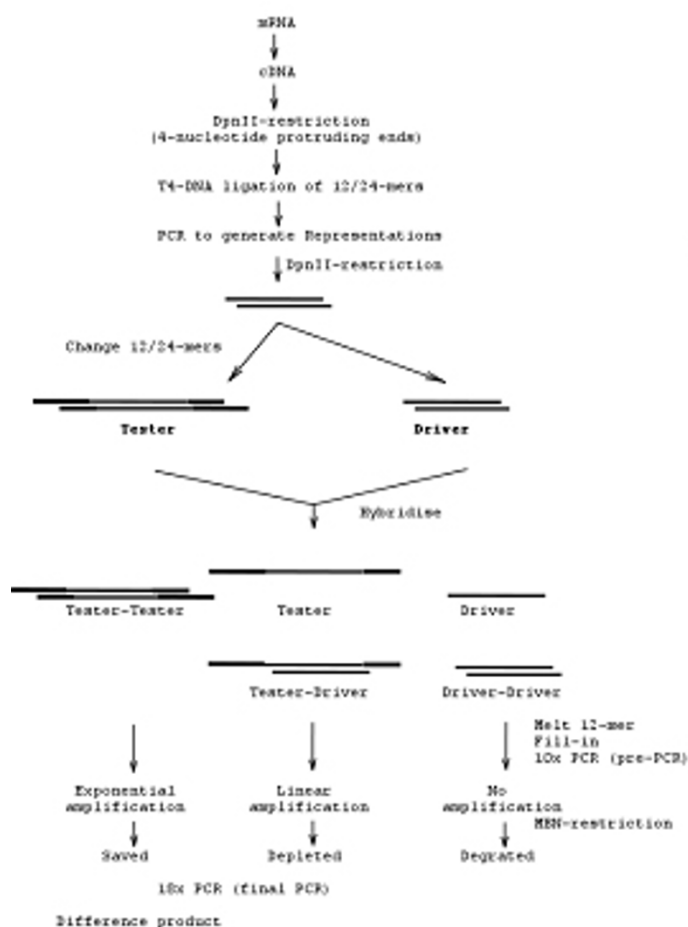 mRNA
cDNA
DpnII-restriction
(4-nucleotide protruding ends)
T4-DNA ligation of 12/24-mers
PCR to generate Representations
DpnII-restriction
Change 12/24-mers
Tester
Driver
Hybridise
Tester-Tester
Tester
Driver
Tester-Driver
Driver-Driver
Melt 12-mer
Fill-in
10x PCR (pre-PCR)
Exponential amplification
Linear amplification
No amplification
MBN-restriction
Saved
Depleted
Degrated
18x PCR (final PCR)
Difference product